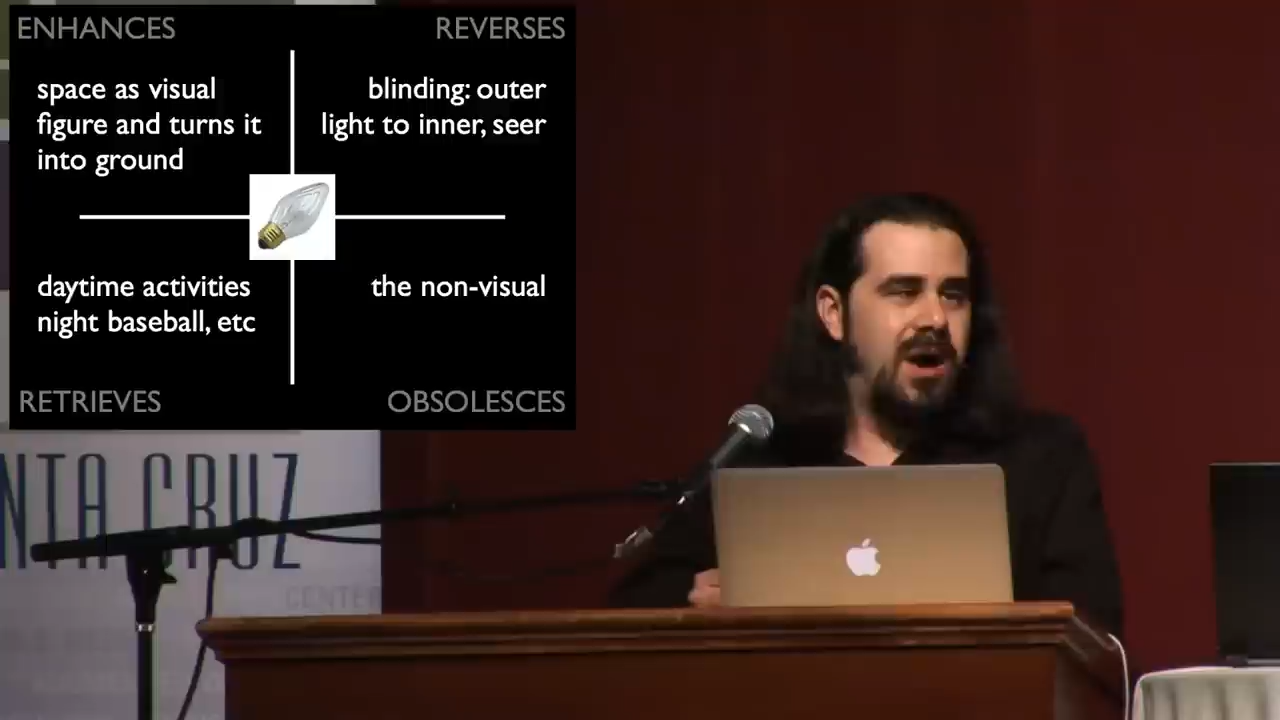 ENHANCES
REVERSES
space as visual
figure and turns it
into ground
blinding: outer
light to inner, seer
daytime activities
night baseball, etc
the non-visual
RETRIEVES
OBSOLESCES
NTA CRUZ
CENTER